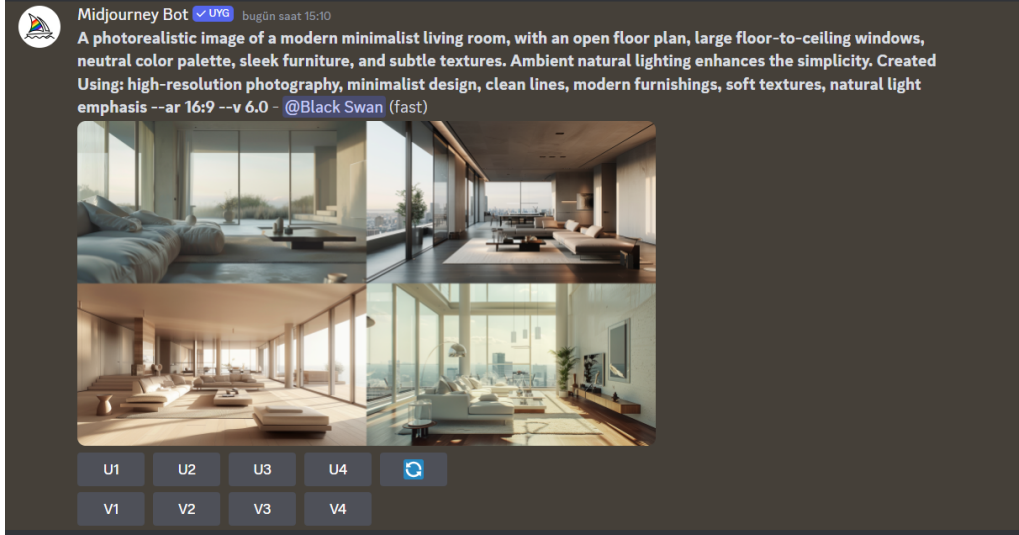 Midjourney Bot ✓ UYG bugün saat 15:10
A photorealistic image of a modern minimalist living room, with an open floor plan, large floor-to-ceiling windows,
neutral color palette, sleek furniture, and subtle textures. Ambient natural lighting enhances the simplicity. Created
Using: high-resolution photography, minimalist design, clean lines, modern furnishings, soft textures, natural light
emphasis --ar 16:9 --v 6.0 - @Black Swan (fast)
U1 U2 U3 U4
V1 V2 V3 V4